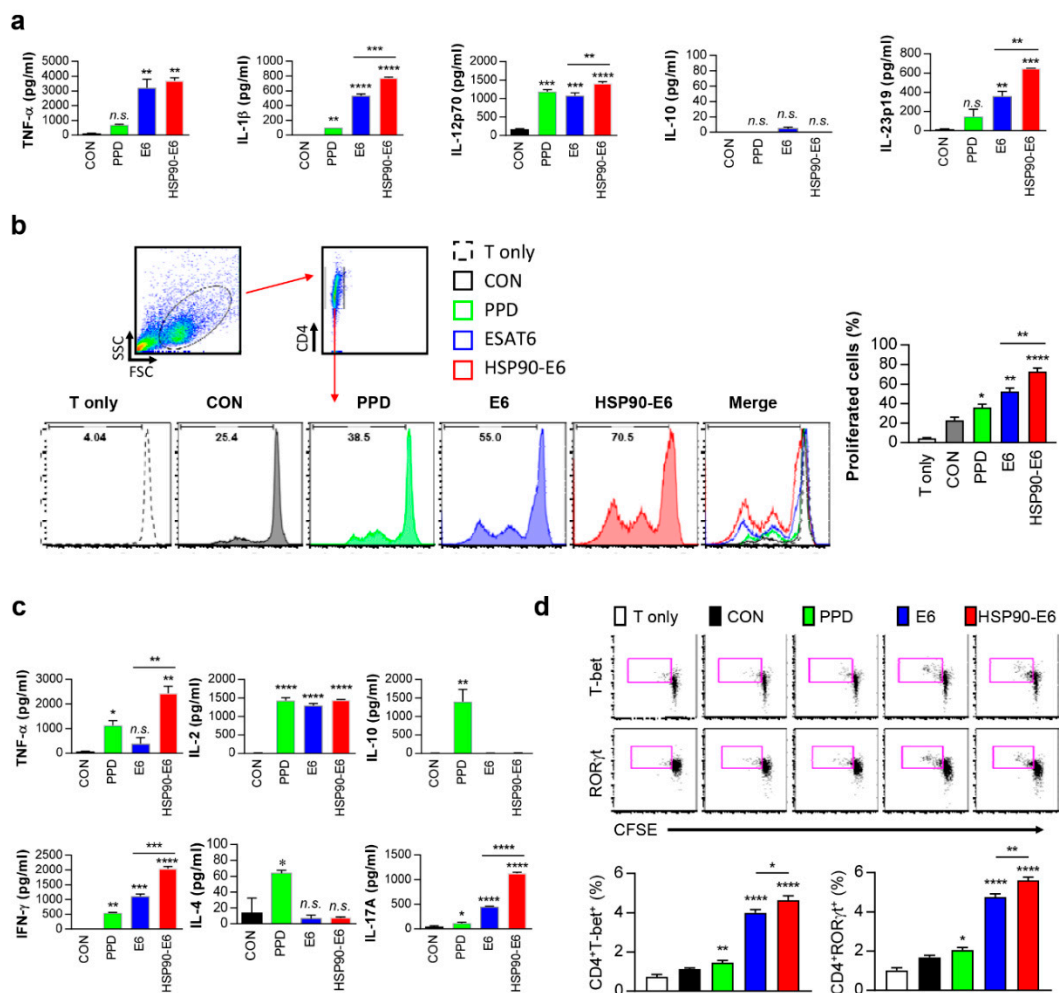 a
TNF-α (pg/ml)
5000
4000
3000
2000
1000
0
n.s.
**
**
CON
PPD
E6
HSP90-E6
IL-1β (pg/ml)
1000
800
600
400
200
0
**
****
****
***
CON
PPD
E6
HSP90-E6
IL-12p70 (pg/ml)
2000
1500
1000
500
0
***
***
****
**
CON
PPD
E6
HSP90-E6
IL-10 (pg/ml)
100
80
60
40
20
0
n.s.
n.s.
n.s.
CON
PPD
E6
HSP90-E6
IL-23p19 (pg/ml)
800
600
400
200
0
n.s.
**
***
**
CON
PPD
E6
HSP90-E6
b
SSC
FSC
CD4
T only
CON
PPD
ESAT6
HSP90-E6
T only
CON
PPD
E6
HSP90-E6
Merge
4.04
25.4
38.5
55.0
70.5
Proliferated cells (%)
100
80
60
40
20
0
*
**
****
**
T only
CON
PPD
E6
HSP90-E6
c
TNF-α (pg/ml)
3000
2000
1000
0
*
n.s.
**
**
CON
PPD
E6
HSP90-E6
IL-2 (pg/ml)
2000
1500
1000
500
0
****
****
****
CON
PPD
E6
HSP90-E6
IL-10 (pg/ml)
2000
1500
1000
500
0
**
CON
PPD
E6
HSP90-E6
IFN-γ (pg/ml)
2500
2000
1500
1000
500
0
**
***
****
***
CON
PPD
E6
HSP90-E6
IL-4 (pg/ml)
100
80
60
40
20
0
*
n.s.
n.s.
CON
PPD
E6
HSP90-E6
IL-17A (pg/ml)
1500
1000
500
0
*
****
****
****
CON
PPD
E6
HSP90-E6
d
T only
CON
PPD
E6
HSP90-E6
T-bet
RORγt
CFSE
CD4+T-bet+ (%)
6
4
2
0
**
****
****
*
CD4+RORγt+ (%)
6
4
2
0
*
****
****
**